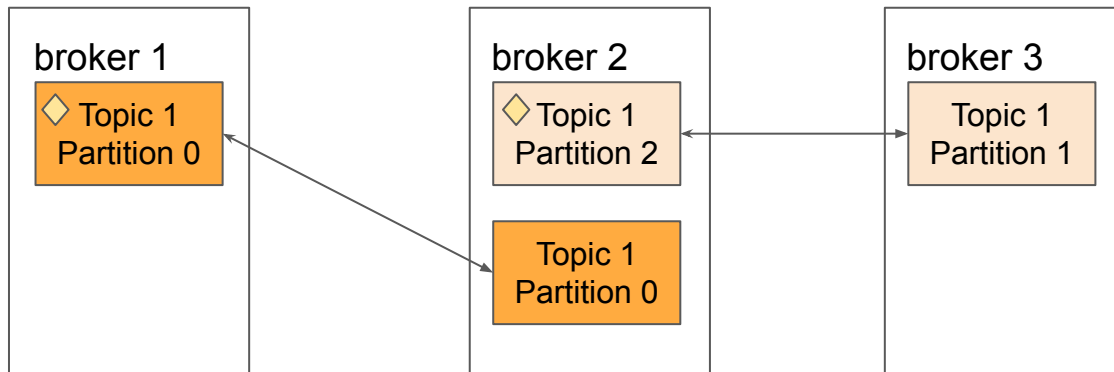 broker 1
Topic 1
Partition 0
broker 2
Topic 1
Partition 2
Topic 1
Partition 0
broker 3
Topic 1
Partition 1